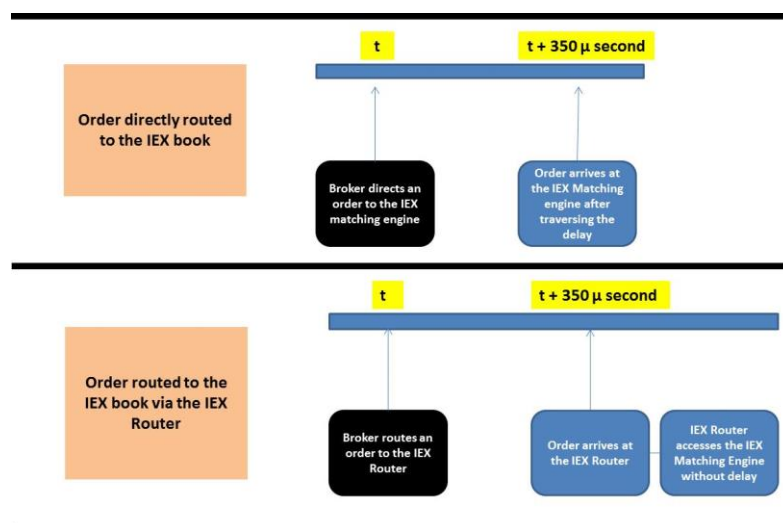 t
t + 350 µ second
Order directly routed
to the IEX book
Broker directs an
order to the IEX
matching engine
Order arrives at
the IEX Matching
engine after
traversing the
delay
t
t + 350 µ second
Order routed to the
IEX book via the IEX
Router
Broker routes an
order to the IEX
Router
Order arrives at
the IEX Router
IEX Router
accesses the IEX
Matching Engine
without delay